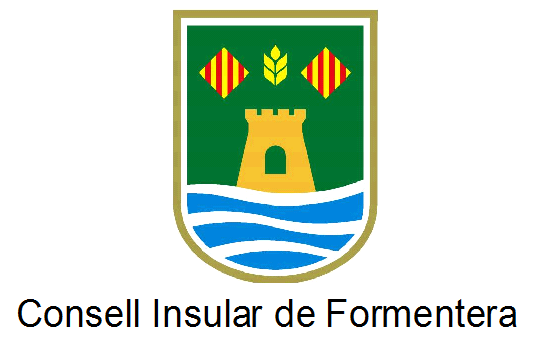 Consell Insular de Formentera